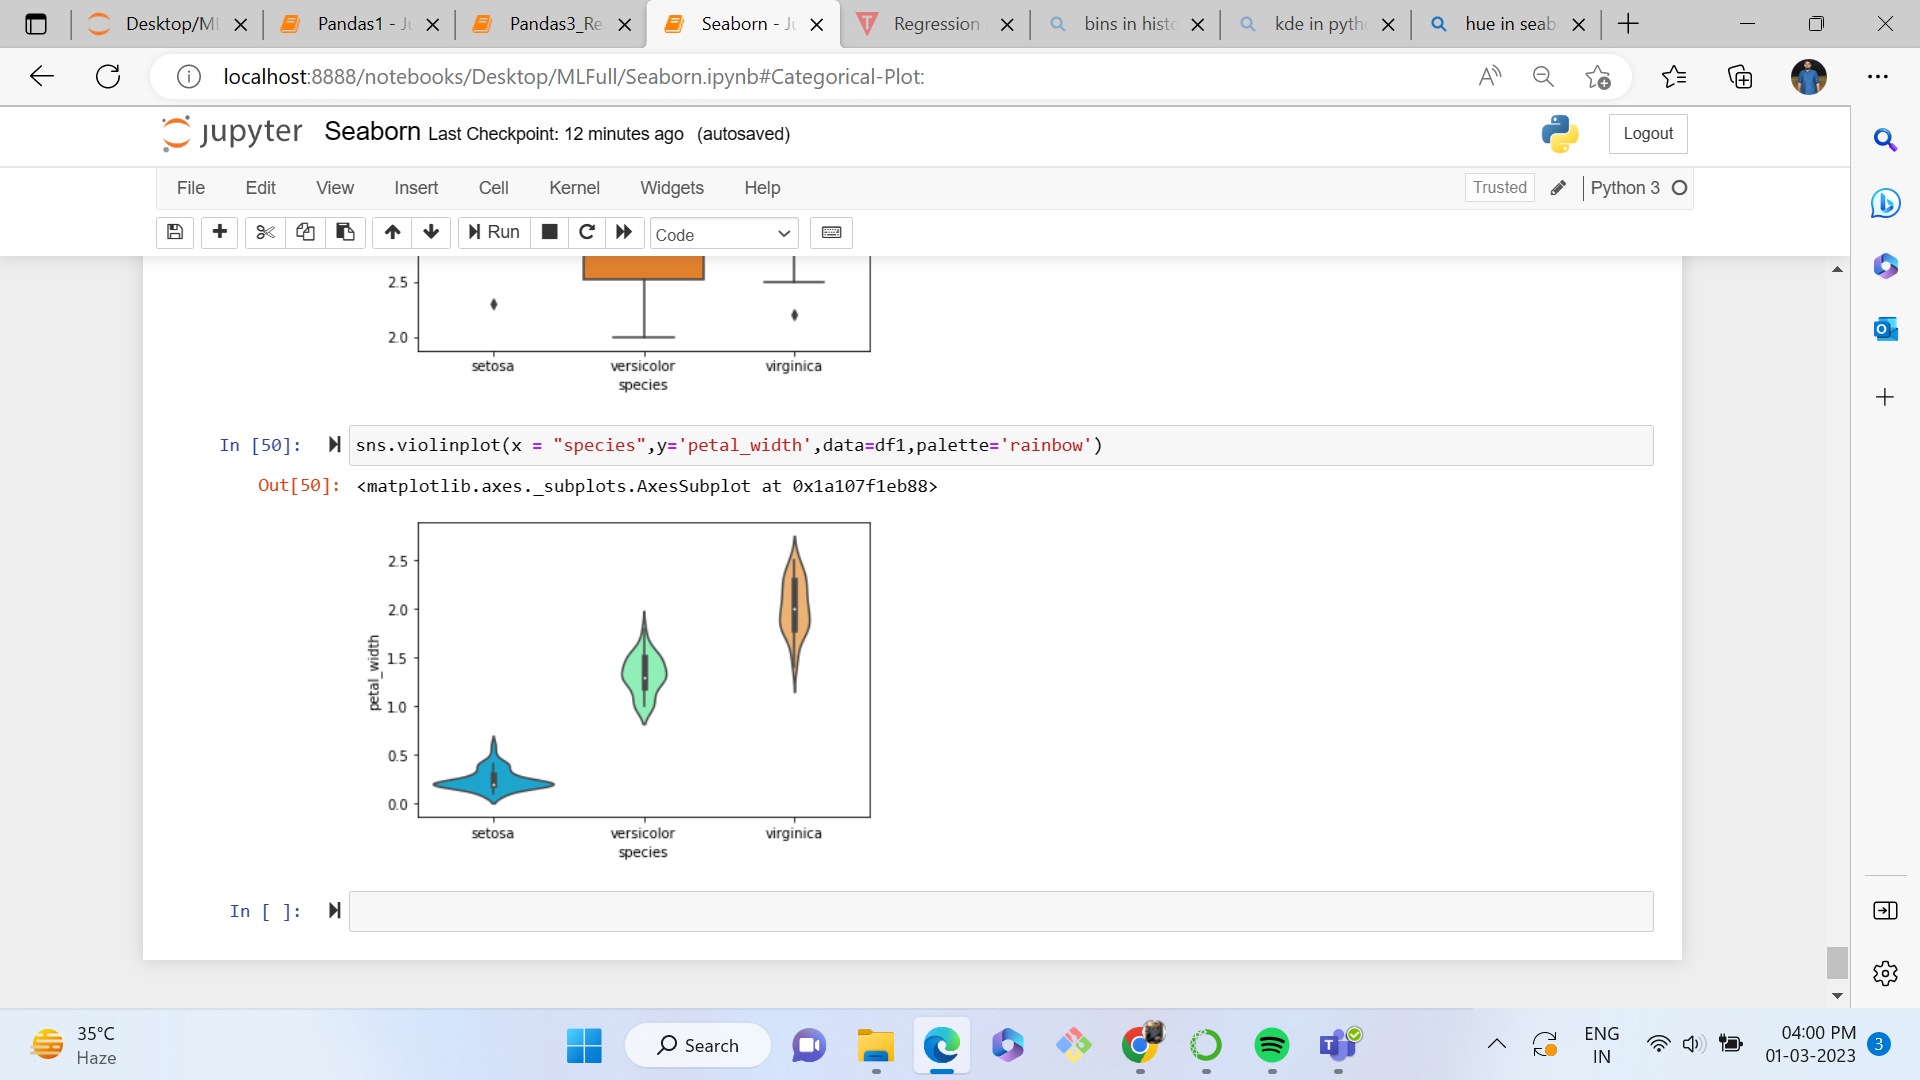 Desktop/ML
Pandas1 - Ju
Pandas3_Re
Seaborn - Ju
Regression
bins in histo
kde in pytho
hue in seab
localhost:8888/notebooks/Desktop/MLFull/Seaborn.ipynb#Categorical-Plot:
jupyter Seaborn Last Checkpoint: 12 minutes ago (autosaved)
Logout
File Edit View Insert Cell Kernel Widgets Help
Trusted
Python 3
Run
Code
2.5
2.0
setosa versicolor virginica
species
In [50]: sns.violinplot(x = "species",y='petal_width',data=df1,palette='rainbow')
Out[50]: <matplotlib.axes._subplots.AxesSubplot at 0x1a107f1eb88>
petal_width
2.5
2.0
1.5
1.0
0.5
0.0
setosa versicolor virginica
species
In [ ]:
35°C
Haze
Search
ENG
IN
04:00 PM
01-03-2023
3